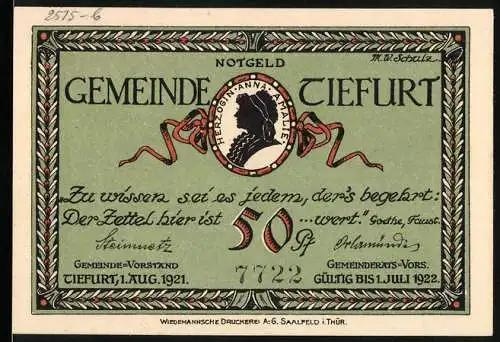 2515-b
NOTGELD
M.W. Schulz.
GEMEINDE TIEFURT
HERZOGIN·ANNA·AMALIE·
„Zu wissen sei es jedem, der's begehrt:
Der Zettel hier ist 50 Pf ...wert." Goethe, Faust.
Steinmetz
GEMEINDE-VORSTAND
TIEFURT, 1. AUG. 1921.
7722
Orlamünde
GEMEINDERATS-VORS.
GÜLTIG BIS 1. JULI 1922.
WIEDEMANNSCHE DRUCKEREI A.-G. SAALFELD i. THÜR.